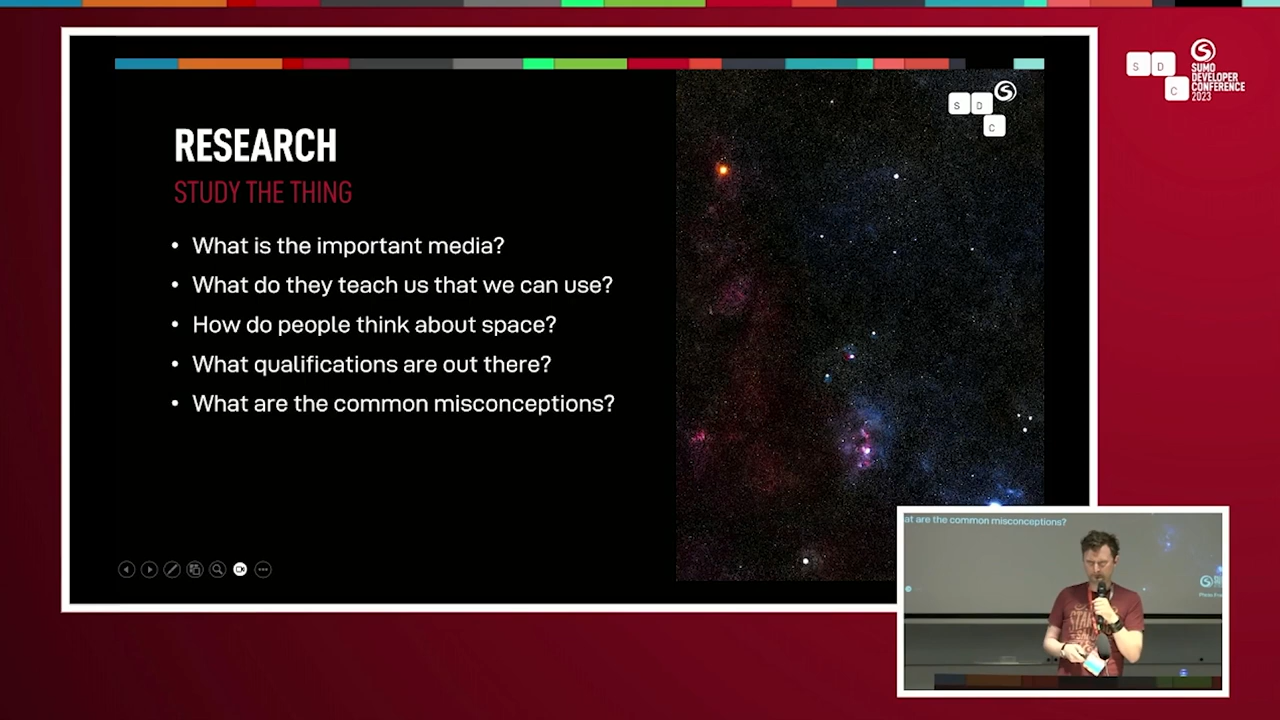 RESEARCH
STUDY THE THING
• What is the important media?
• What do they teach us that we can use?
• How do people think about space?
• What qualifications are out there?
• What are the common misconceptions?
S D
C
S D
C
SUMO
DEVELOPER
CONFERENCE
2023
at are the common misconceptions?